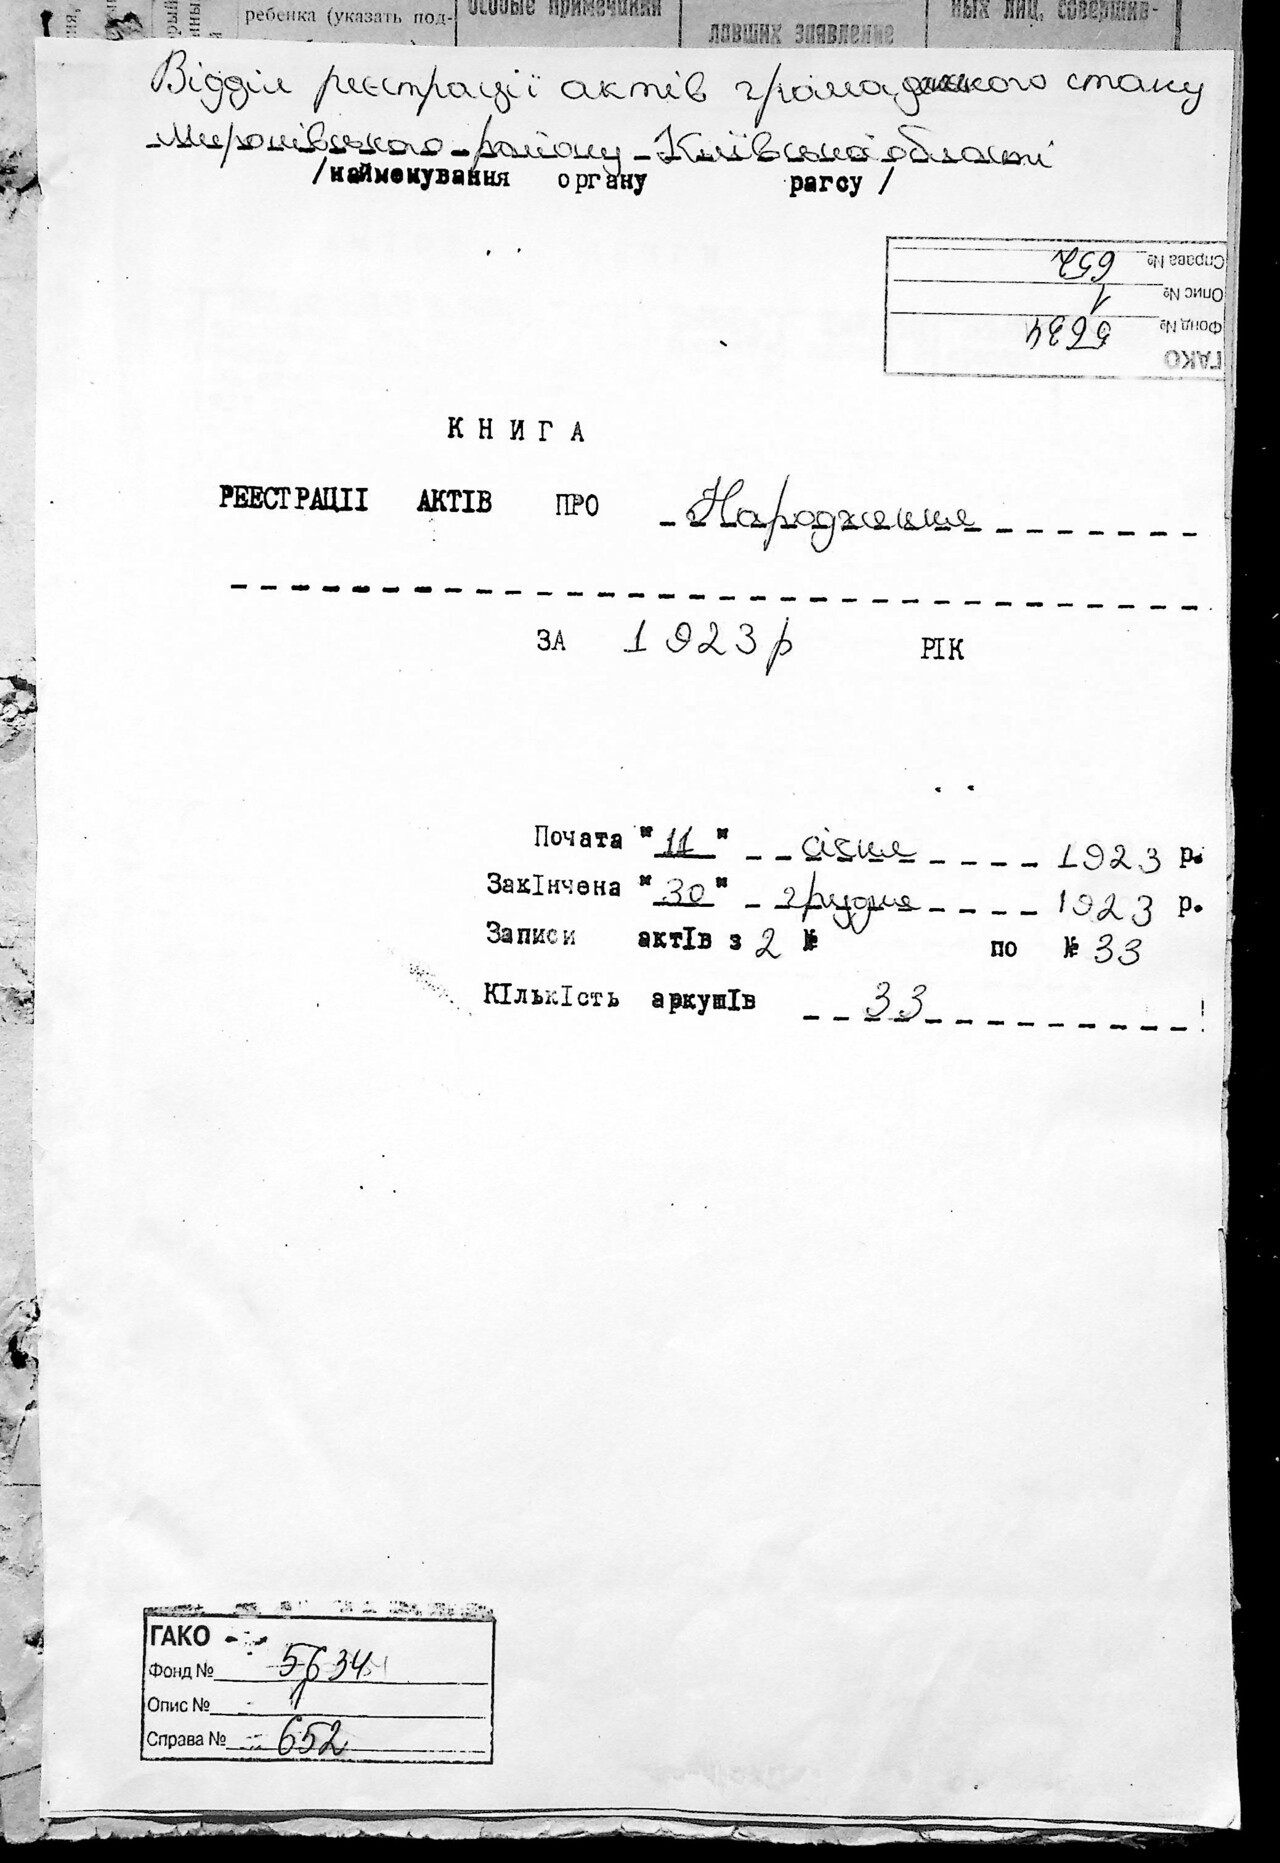 ребенка (указать под-
особые примечания
лавших заявление
ных лиц, совершив-
Відділ реєстрації актів громадянського стану
Миронівського району Київської області
/найменування органу рагсу /
Справа № 652
Опис № 1
Фонд № 5634
ГАКО
КНИГА
РЕЕСТРАЦІІ АКТІВ ПРО Народження
ЗА 1923р РІК
Почата "11" січня 1923 р.
ЗакІнчена "30" грудня 1923 р.
Записи актІв з 2 № по № 33
КІлькІсть аркушІв 33
ГАКО
Фонд № 5634
Опис № 1
Справа № 652